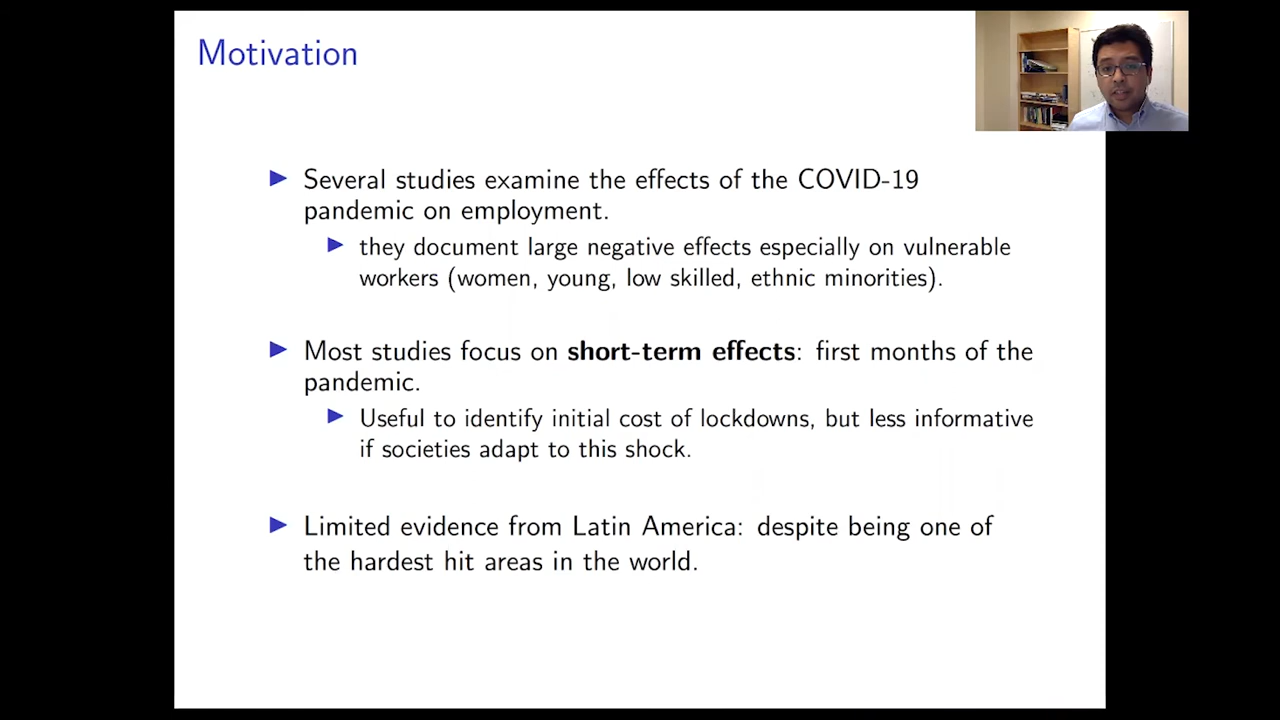 Motivation
Several studies examine the effects of the COVID-19
pandemic on employment.
they document large negative effects especially on vulnerable
workers (women, young, low skilled, ethnic minorities).
Most studies focus on short-term effects: first months of the
pandemic.
Useful to identify initial cost of lockdowns, but less informative
if societies adapt to this shock.
Limited evidence from Latin America: despite being one of
the hardest hit areas in the world.